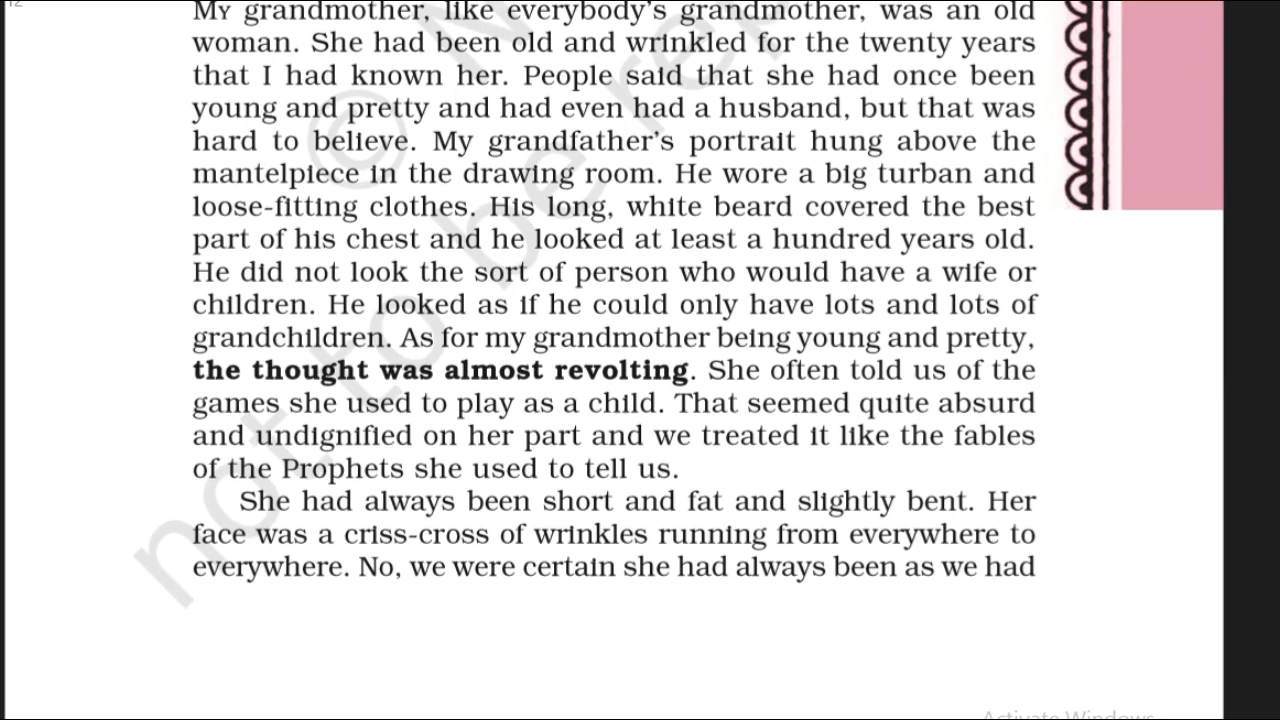 12
MY grandmother, like everybody's grandmother, was an old
woman. She had been old and wrinkled for the twenty years
that I had known her. People said that she had once been
young and pretty and had even had a husband, but that was
hard to believe. My grandfather's portrait hung above the
mantelpiece in the drawing room. He wore a big turban and
loose-fitting clothes. His long, white beard covered the best
part of his chest and he looked at least a hundred years old.
He did not look the sort of person who would have a wife or
children. He looked as if he could only have lots and lots of
grandchildren. As for my grandmother being young and pretty,
the thought was almost revolting. She often told us of the
games she used to play as a child. That seemed quite absurd
and undignified on her part and we treated it like the fables
of the Prophets she used to tell us.
She had always been short and fat and slightly bent. Her
face was a criss-cross of wrinkles running from everywhere to
everywhere. No, we were certain she had always been as we had
© N
not to be rep
Activate Windows